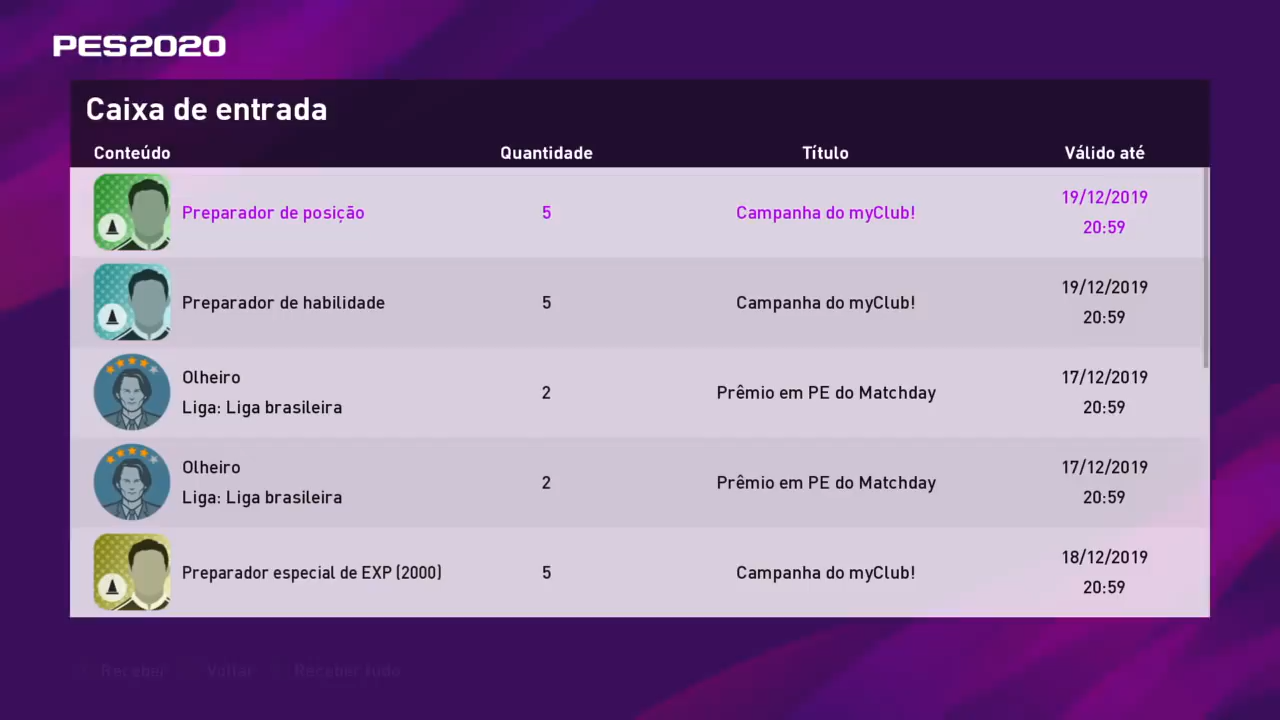 PES2020
Caixa de entrada
Conteúdo Quantidade Título Válido até
Preparador de posição 5 Campanha do myClub! 19/12/2019 20:59
Preparador de habilidade 5 Campanha do myClub! 19/12/2019 20:59
Olheiro
Liga: Liga brasileira 2 Prêmio em PE do Matchday 17/12/2019 20:59
Olheiro
Liga: Liga brasileira 2 Prêmio em PE do Matchday 17/12/2019 20:59
Preparador especial de EXP (2000) 5 Campanha do myClub! 18/12/2019 20:59
Receber Voltar Receber tudo